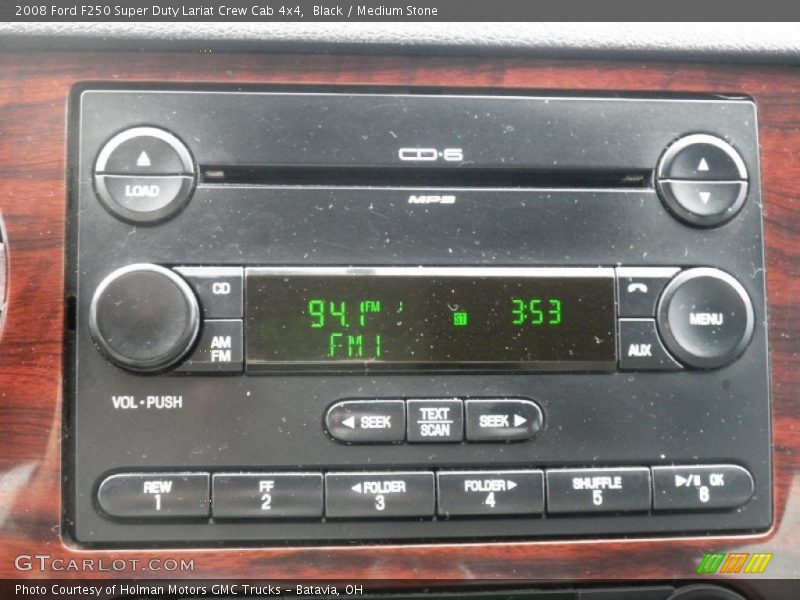 2008 Ford F250 Super Duty Lariat Crew Cab 4x4, Black / Medium Stone
CD·6
LOAD
MP3
CD
94.1 FM 1
ST
3:53
FM1
AM
FM
MENU
AUX
VOL·PUSH
◄ SEEK
TEXT
SCAN
SEEK ►
REW
1
FF
2
◄FOLDER
3
FOLDER►
4
SHUFFLE
5
►/II OK
6
GTCARLOT.COM
Photo Courtesy of Holman Motors GMC Trucks - Batavia, OH